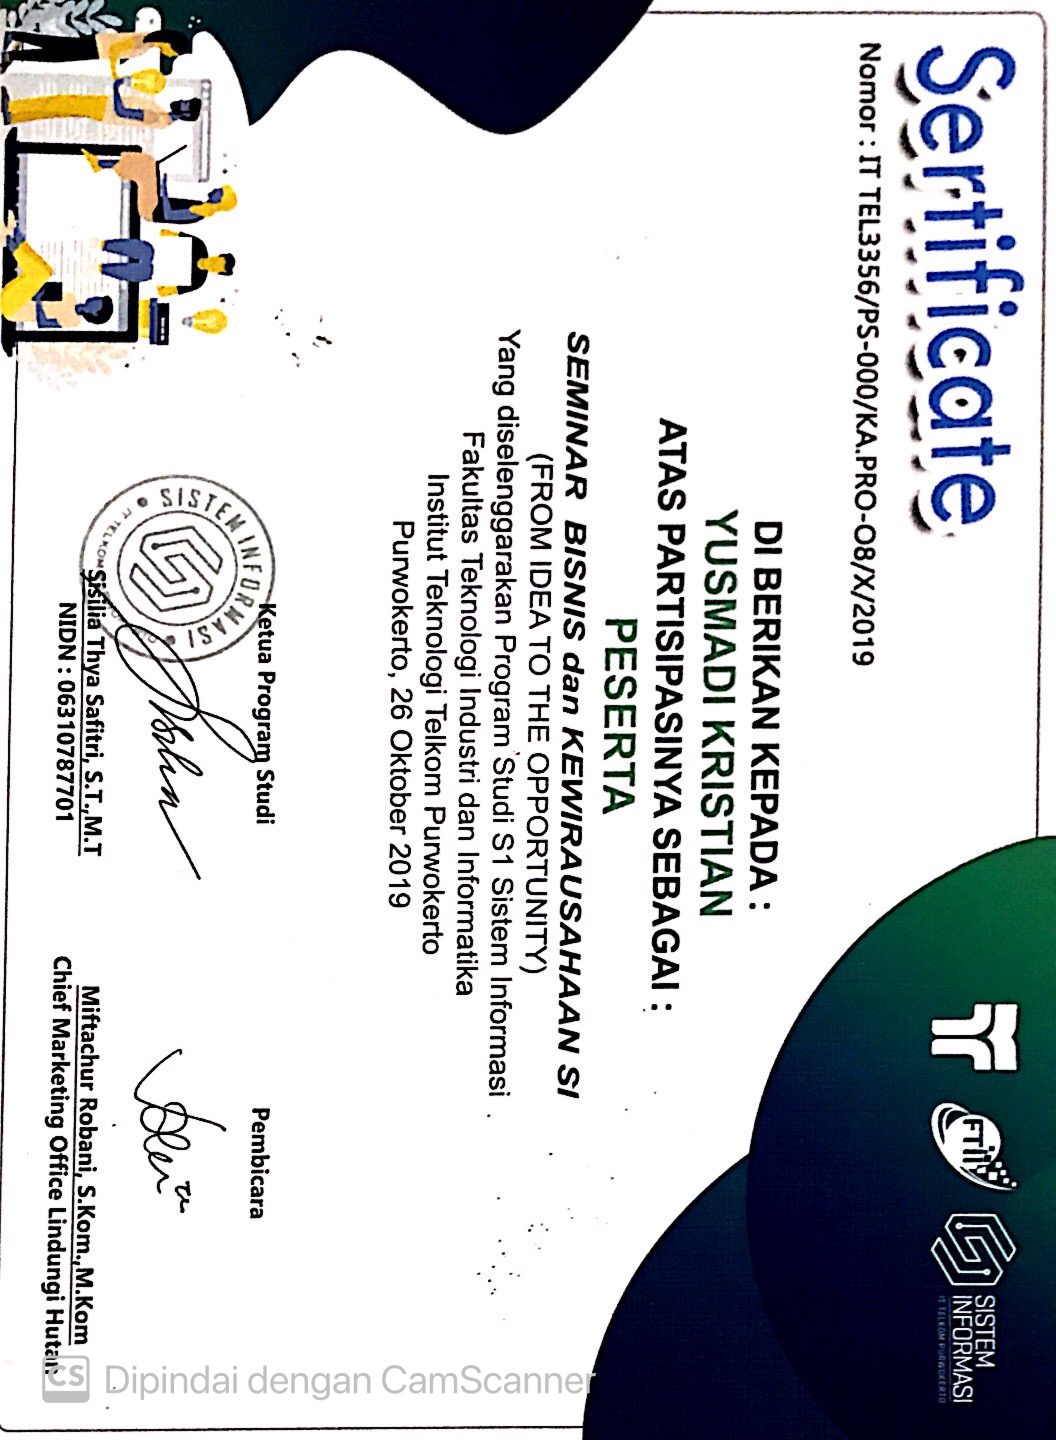 Sertificate
Nomor : IT TEL3356/PS-000/KA.PRO-O8/X/2019
FTII
SISTEM
INFORMASI
IT TELKOM PURWOKERTO
DI BERIKAN KEPADA :
YUSMADI KRISTIAN
ATAS PARTISIPASINYA SEBAGAI :
PESERTA
SEMINAR BISNIS dan KEWIRAUSAHAAN SI
(FROM IDEA TO THE OPPORTUNITY)
Yang diselenggarakan Program Studi S1 Sistem Informasi
Fakultas Teknologi Industri dan Informatika
Institut Teknologi Telkom Purwokerto
Purwokerto, 26 Oktober 2019
Ketua Program Studi
SISTEM INFORMASI
IT TELKOM
Sisilia Thya Safitri, S.T.,M.T
NIDN : 06310787701
Pembicara
Miftachur Robani, S.Kom.,M.Kom
Chief Marketing Office Lindungi Hutan
CS Dipindai dengan CamScanner